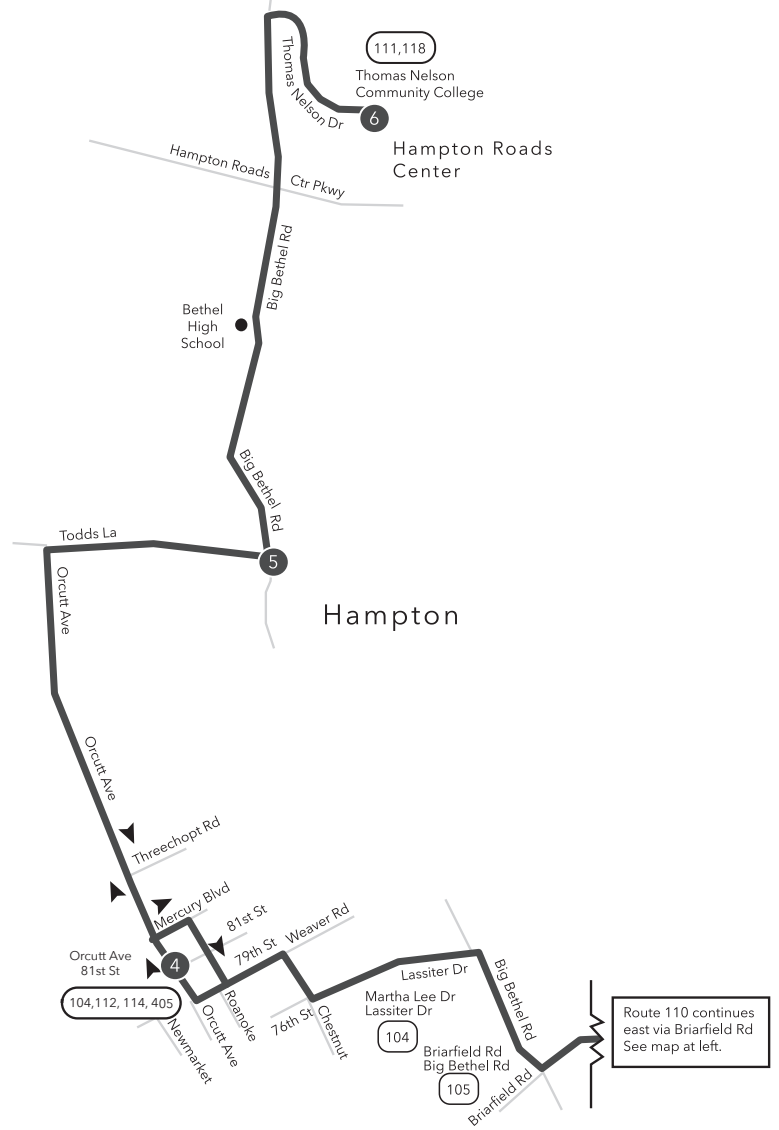 111,118
Thomas Nelson
Community College
Thomas Nelson Dr
6
Hampton Roads
Center
Hampton Roads Ctr Pkwy
Big Bethel Rd
Bethel
High
School
Big Bethel Rd
Todds La
5
Orcutt Ave
Hampton
Orcutt Ave
Threechopt Rd
Mercury Blvd
81st St
Weaver Rd
79th St
Orcutt Ave
81st St
4
104,112, 114, 405
Lassiter Dr
Big Bethel Rd
Roanoke
Orcutt Ave
Newmarket
76th St
Chestnut
Martha Lee Dr
Lassiter Dr
104
Briarfield Rd
Big Bethel Rd
105
Briarfield Rd
Route 110 continues
east via Briarfield Rd
See map at left.